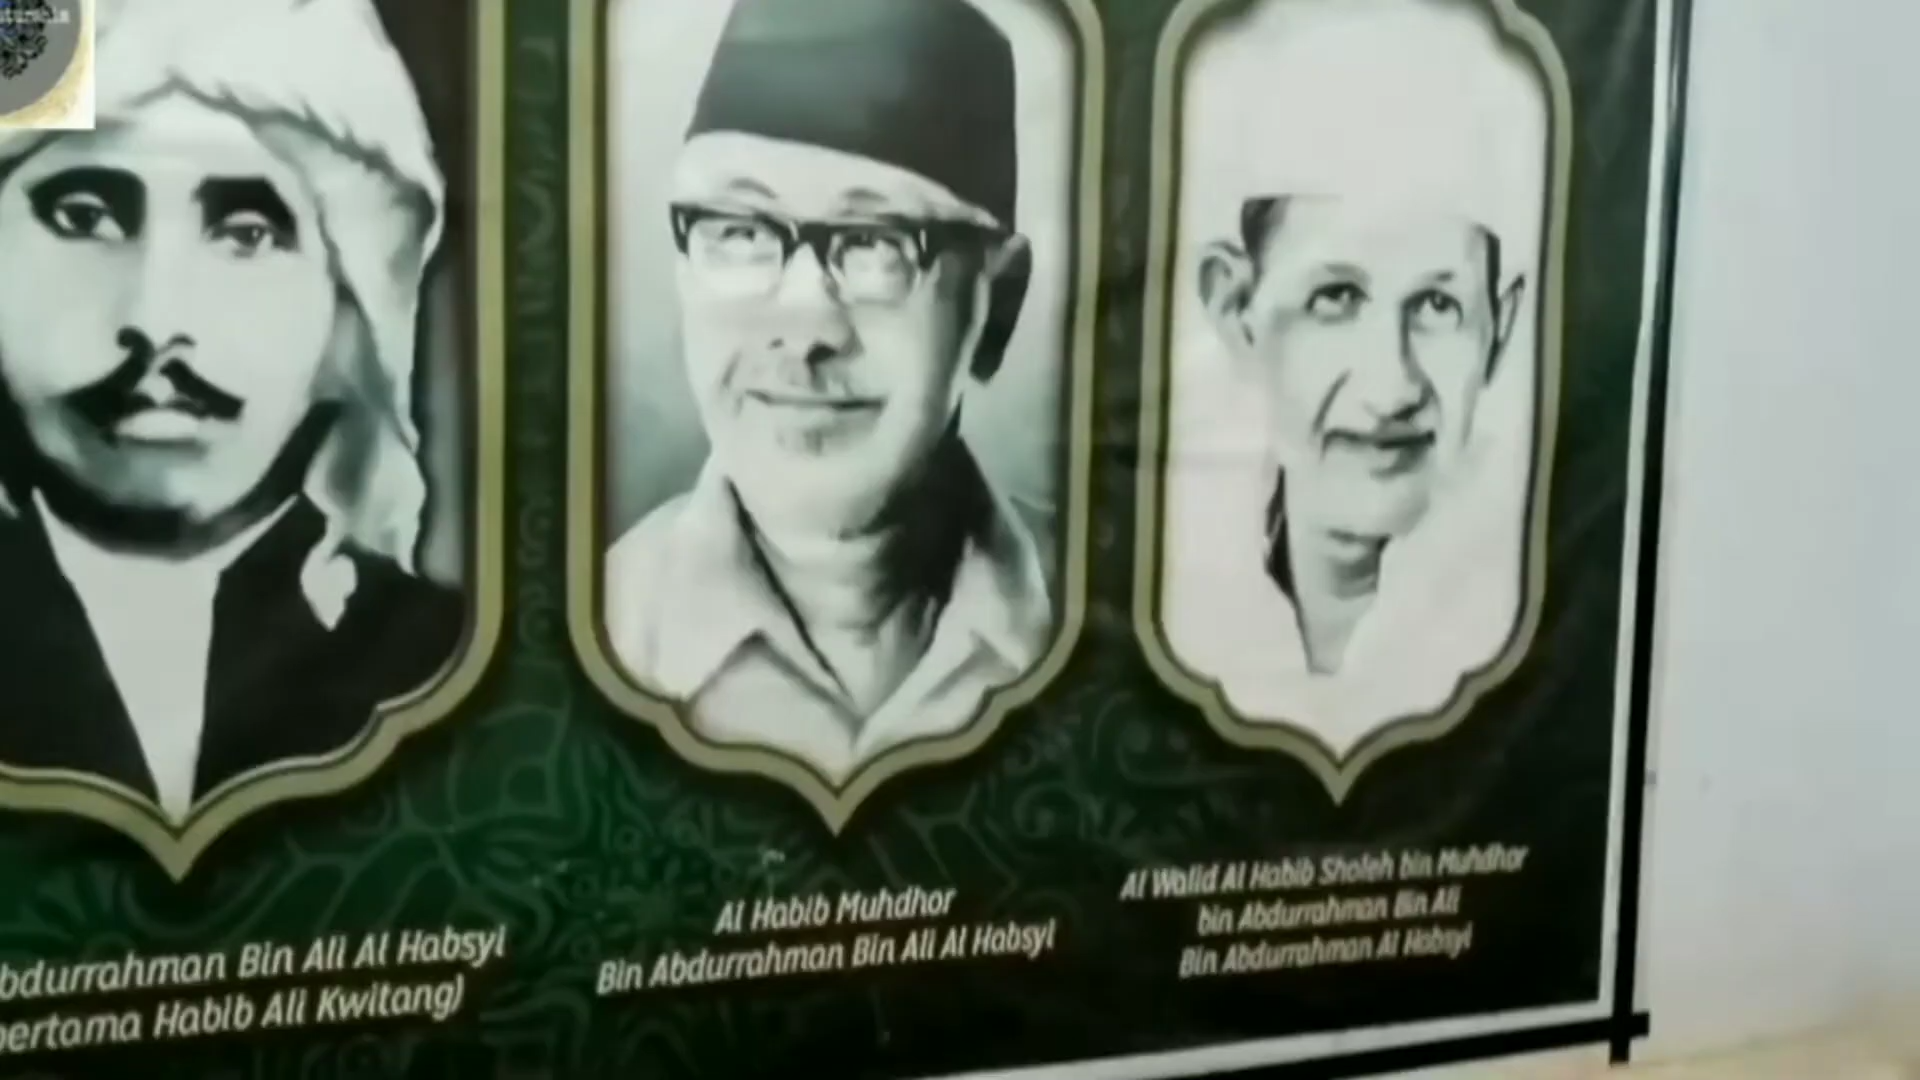 bdurrahman Bin Ali Al Habsyi
pertama Habib Ali Kwitang)
Al Habib Muhdhor
Bin Abdurrahman Bin Ali Al Habsyi
Al Walid Al Habib Sholeh bin Muhdhor
bin Abdurrahman Bin Ali
Bin Abdurrahman Al Habsyi